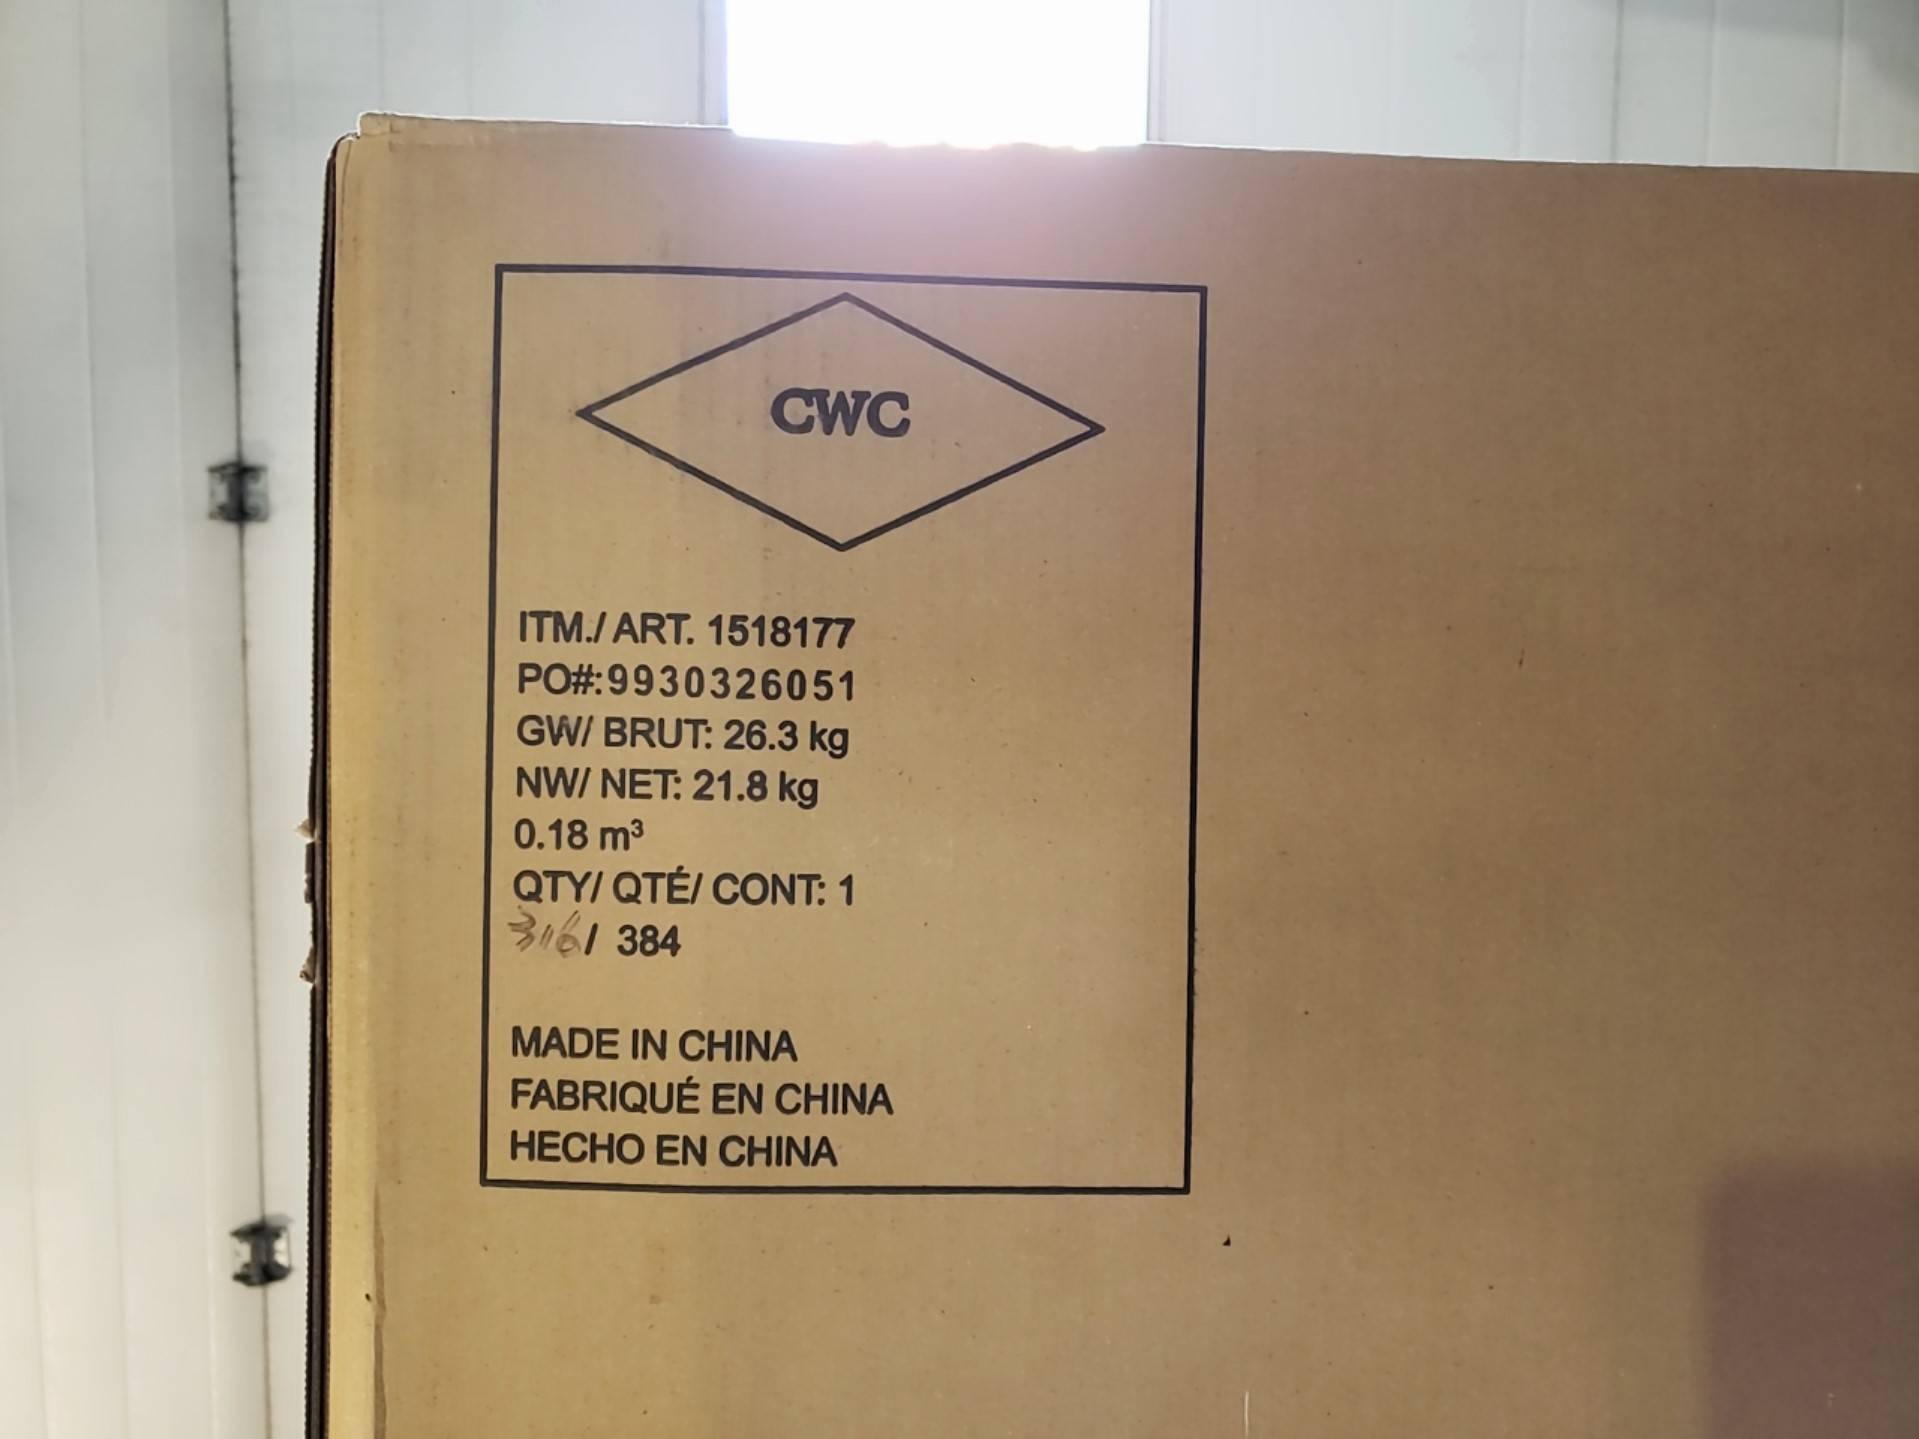 CWC
ITM./ ART. 1518177
PO#:9930326051
GW/ BRUT: 26.3 kg
NW/ NET: 21.8 kg
0.18 m³
QTY/ QTÉ/ CONT: 1
316/ 384
MADE IN CHINA
FABRIQUÉ EN CHINA
HECHO EN CHINA